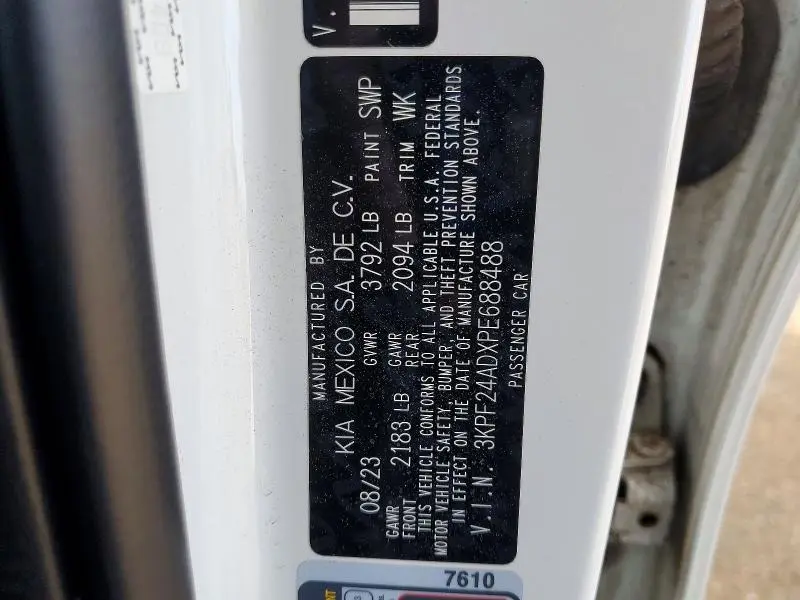 V.
MANUFACTURED BY
KIA MEXICO S.A. DE C.V.
08/23 GVWR 3792 LB PAINT SWP
GAWR FRONT 2183 LB GAWR REAR 2094 LB TRIM WK
THIS VEHICLE CONFORMS TO ALL APPLICABLE U.S.A. FEDERAL
MOTOR VEHICLE SAFETY, BUMPER, AND THEFT PREVENTION STANDARDS
IN EFFECT ON THE DATE OF MANUFACTURE SHOWN ABOVE.
V.I.N. 3KPF24ADXPE688488
PASSENGER CAR
7610